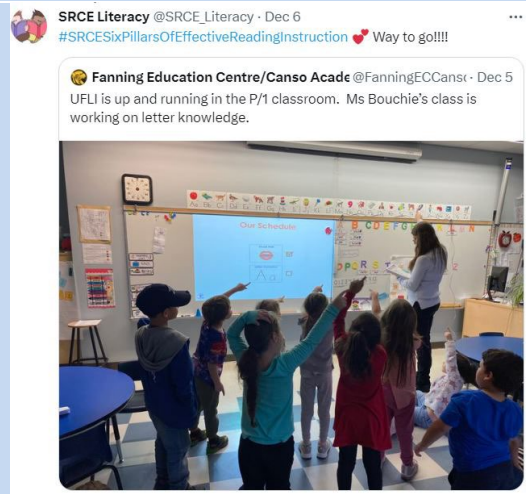 SRCE Literacy @SRCE_Literacy · Dec 6
#SRCESixPillarsOfEffectiveReadingInstruction 💕 Way to go!!!!
Fanning Education Centre/Canso Acade @FanningECCanso · Dec 5
UFLI is up and running in the P/1 classroom. Ms Bouchie's class is
working on letter knowledge.
Our Schedule